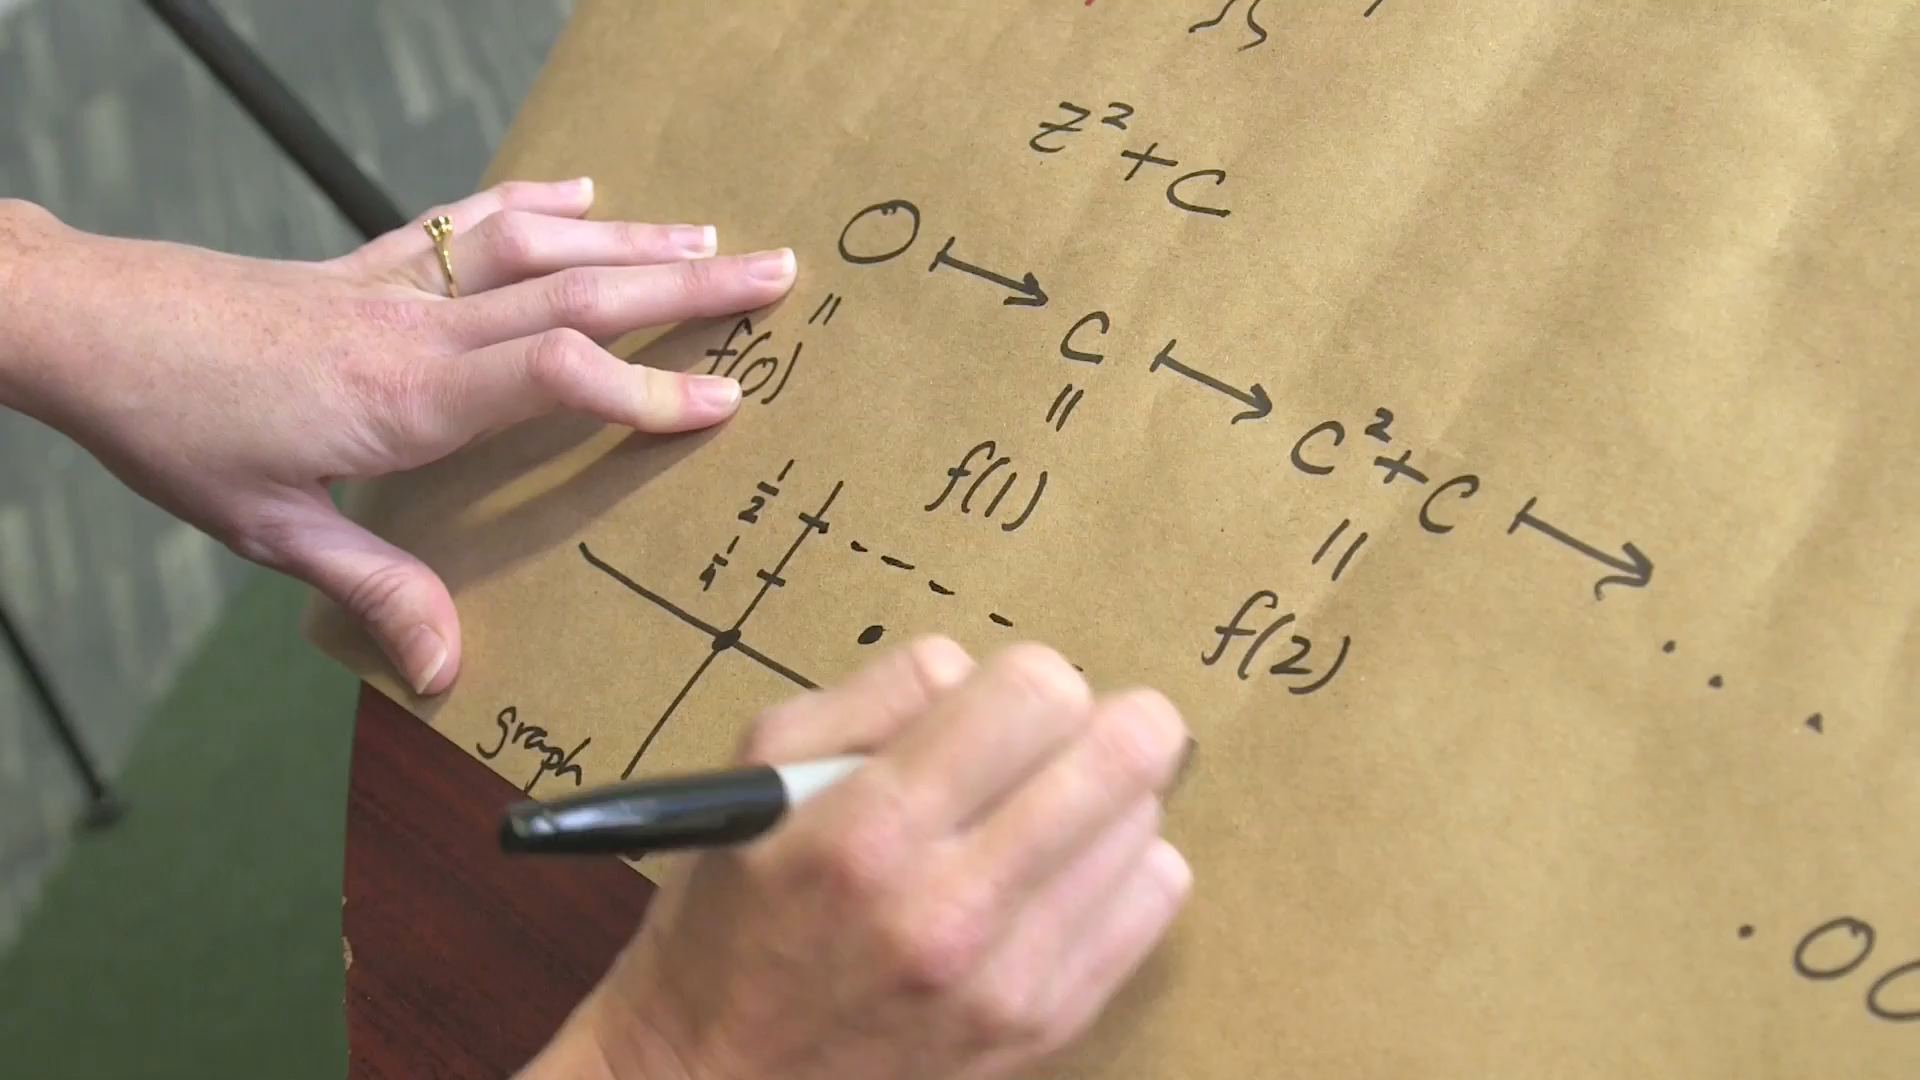 z²+c
0 ↦ c ↦ c²+c ↦ ...
= = =
f(0) f(1) f(2)
1/2
1/4
graph
.00